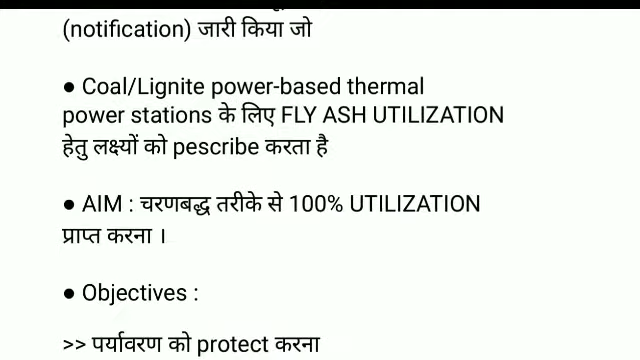 (notification) जारी किया जो
● Coal/Lignite power-based thermal
power stations के लिए FLY ASH UTILIZATION
हेतु लक्ष्यों को pescribe करता है
● AIM : चरणबद्ध तरीके से 100% UTILIZATION
प्राप्त करना ।
● Objectives :
>> पर्यावरण को protect करना